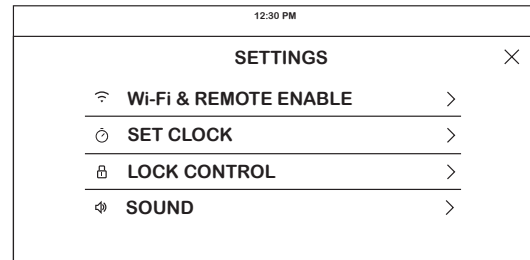 12:30 PM
SETTINGS
Wi-Fi & REMOTE ENABLE
SET CLOCK
LOCK CONTROL
SOUND